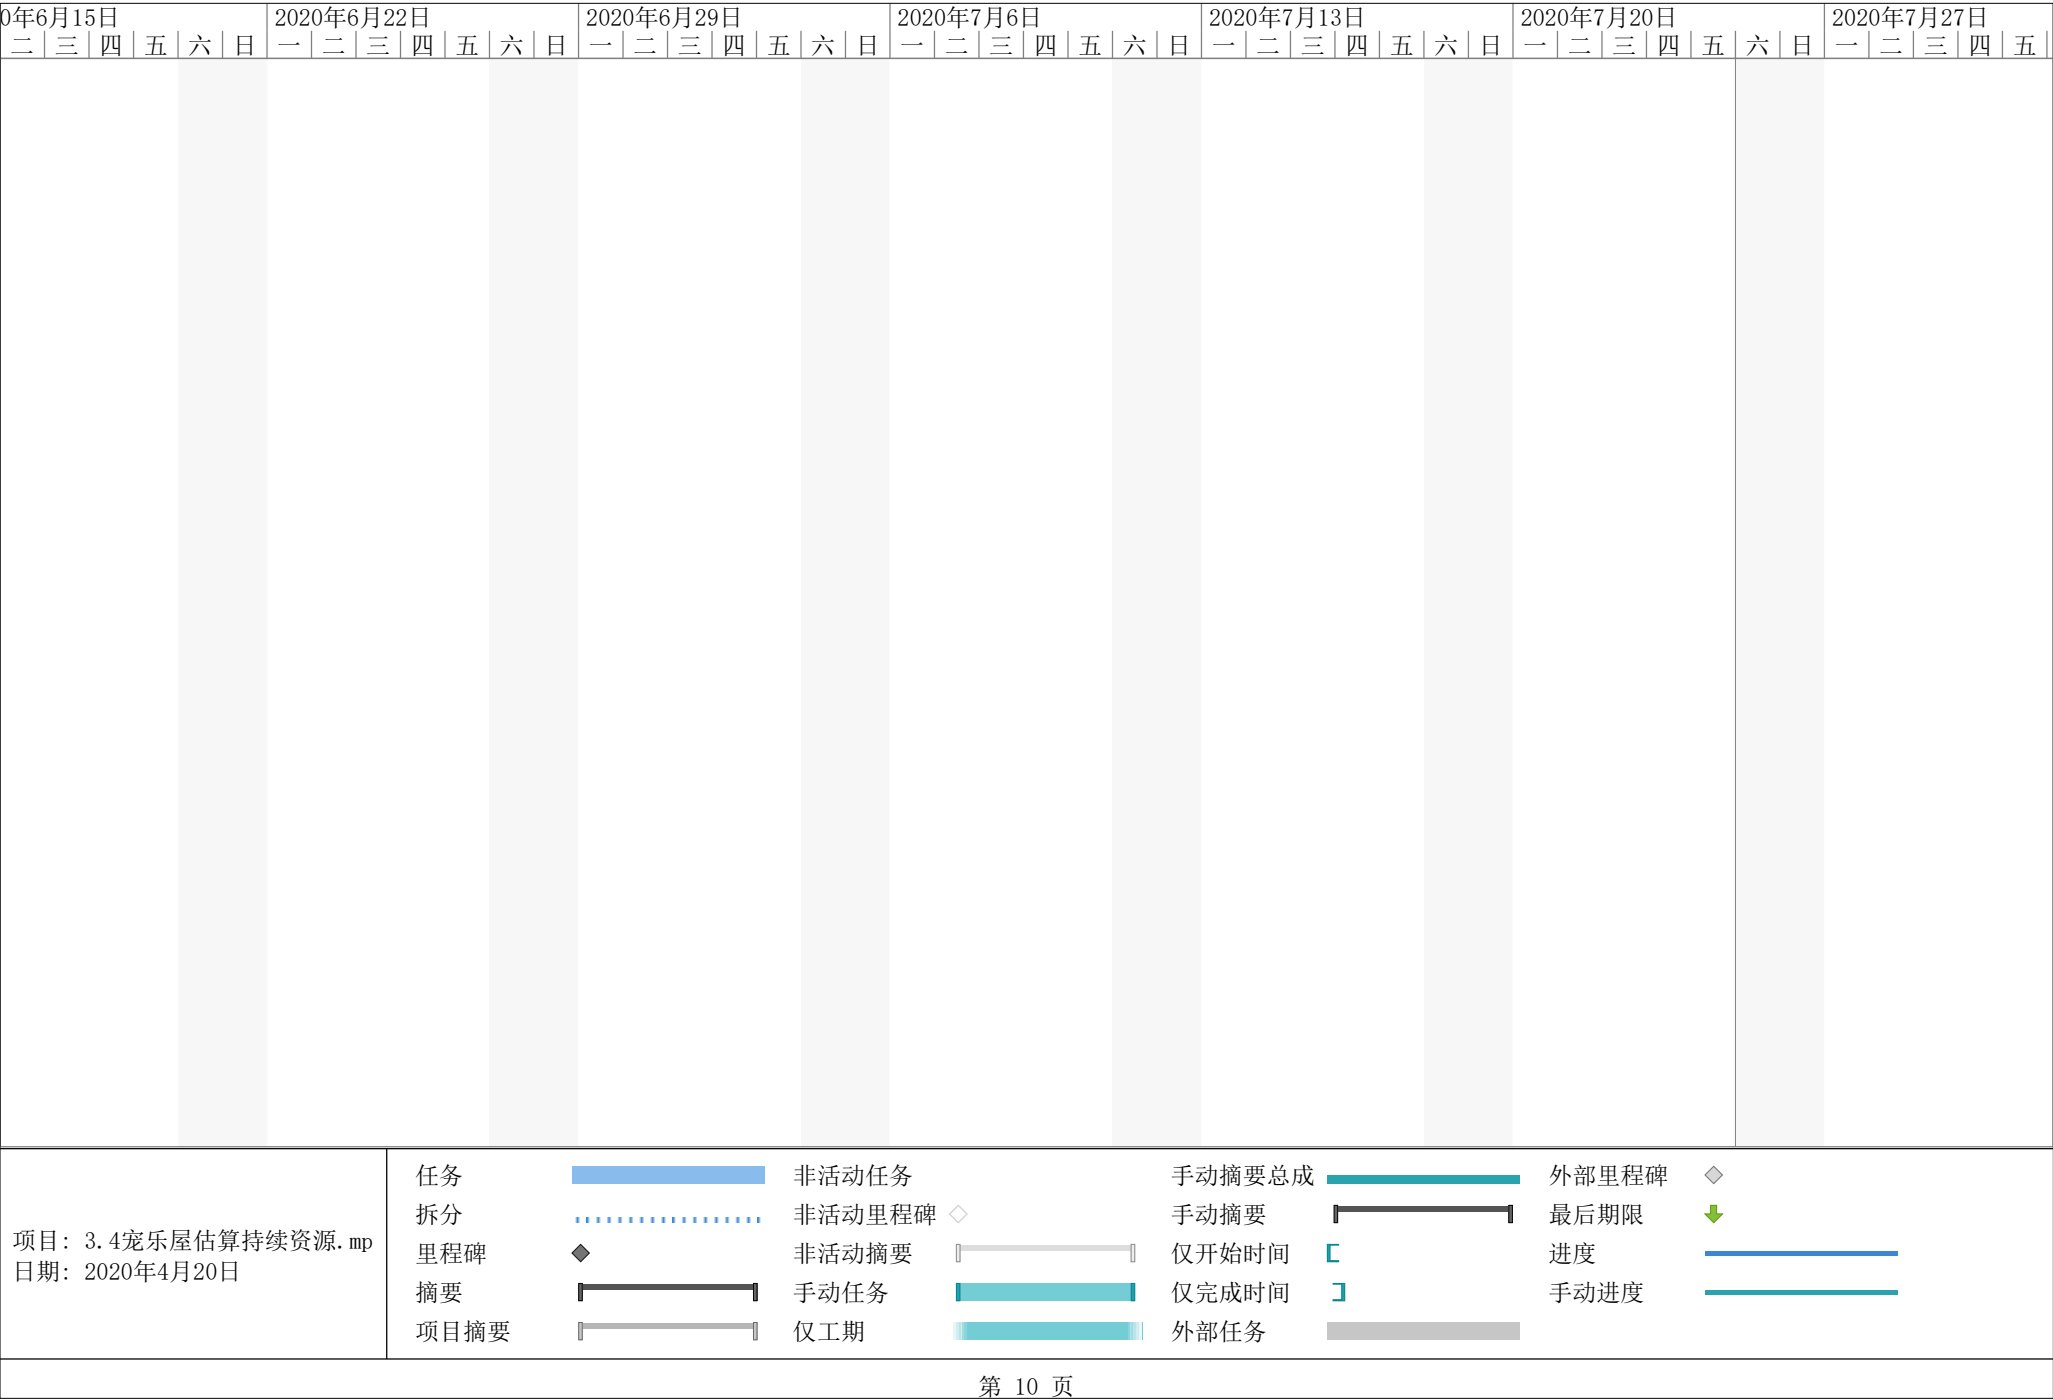 0年6月15日 2020年6月22日 2020年6月29日 2020年7月6日 2020年7月13日 2020年7月20日 2020年7月27日
二 三 四 五 六 日 一 二 三 四 五 六 日 一 二 三 四 五 六 日 一 二 三 四 五 六 日 一 二 三 四 五 六 日 一 二 三 四 五 六 日 一 二 三 四 五
项目: 3.4宠乐屋估算持续资源.mp
日期: 2020年4月20日
任务
拆分
里程碑
摘要
项目摘要
非活动任务
非活动里程碑
非活动摘要
手动任务
仅工期
手动摘要总成
手动摘要
仅开始时间
仅完成时间
外部任务
外部里程碑
最后期限
进度
手动进度
第 10 页